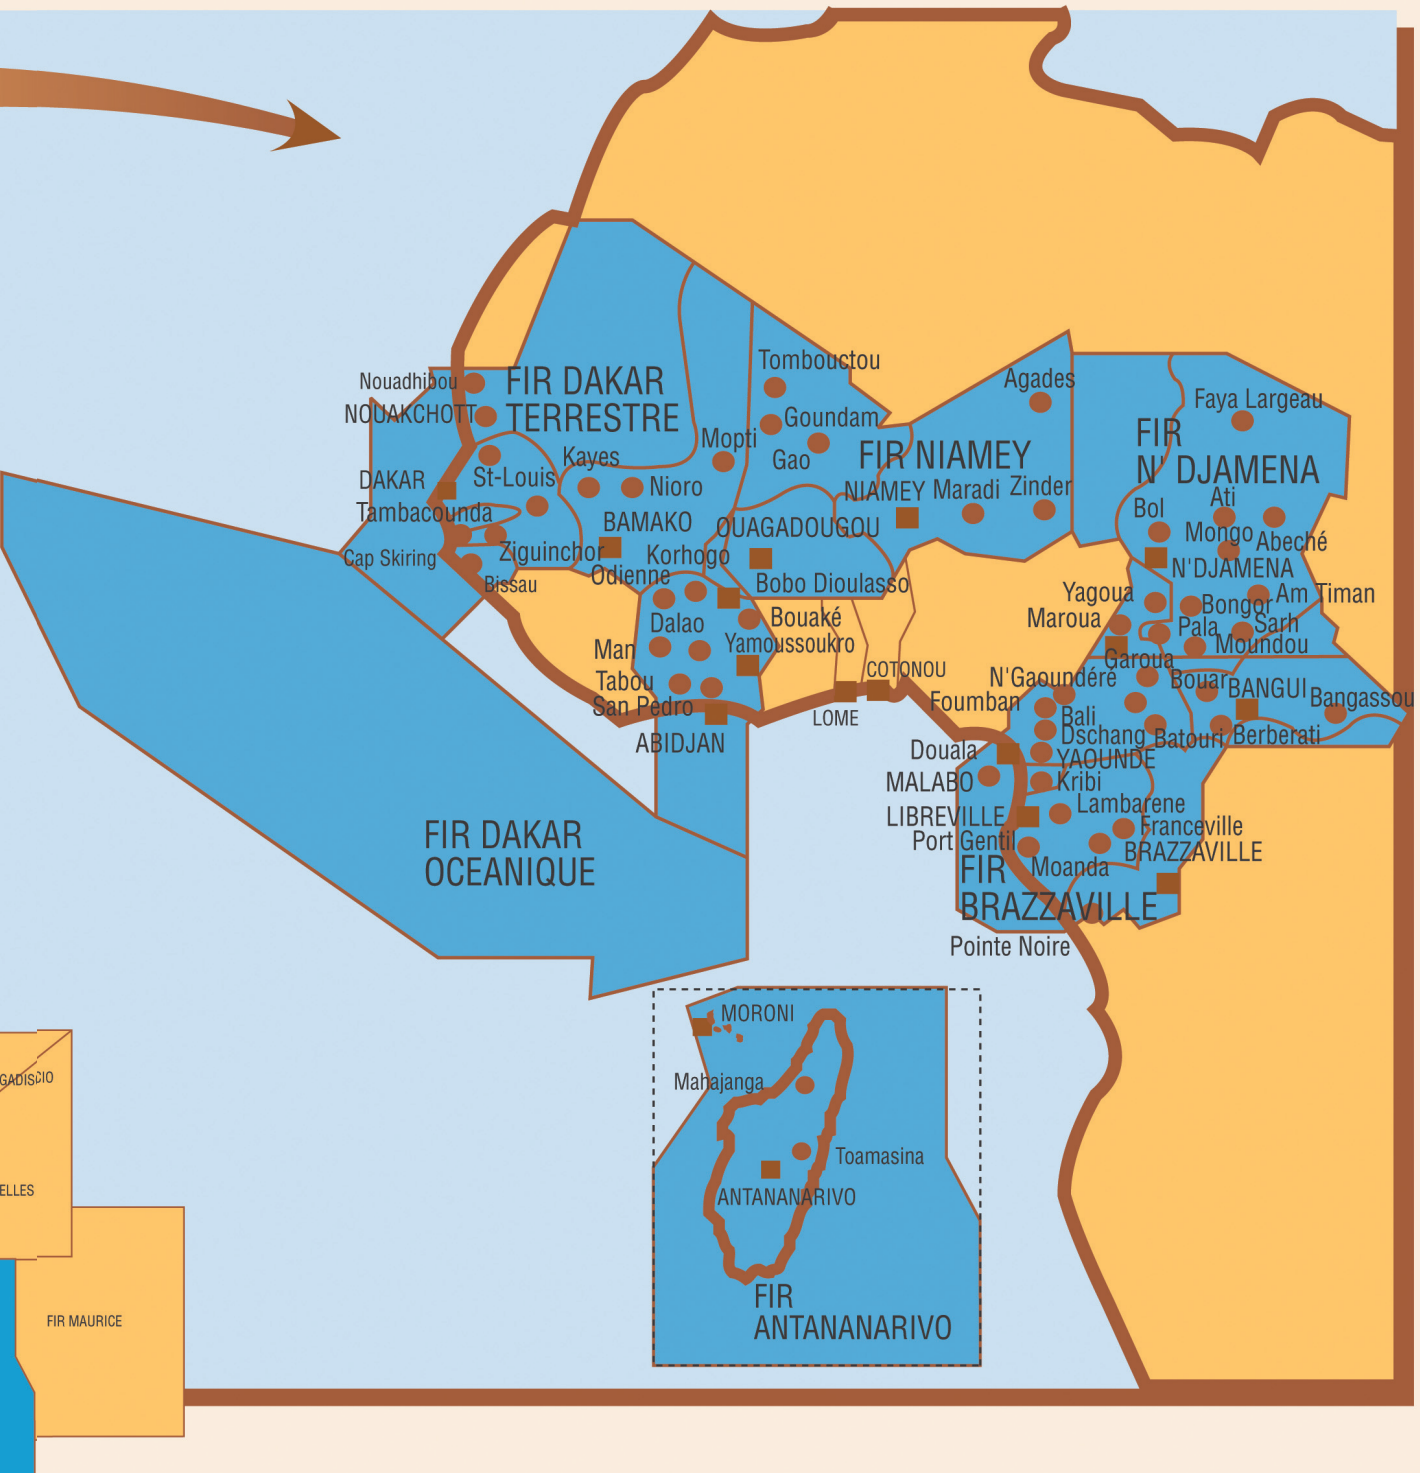 Tombouctou
Nouadhibou
FIR DAKAR
TERRESTRE
Agades
Faya Largeau
NOUAKCHOTT
Goundam
Mopti
Gao
FIR NIAMEY
FIR
N' DJAMENA
DAKAR
St-Louis
Kayes
Nioro
NIAMEY
Maradi
Zinder
Ati
Bol
Tambacounda
BAMAKO
OUAGADOUGOU
Mongo
Abeché
Cap Skiring
Ziguinchor
Korhogo
N'DJAMENA
Bissau
Odienne
Bobo Dioulasso
Yagoua
Am Timan
Bongor
Maroua
Dalao
Bouaké
Pala
Sarh
Man
Yamoussoukro
Moundou
Garoua
Tabou
COTONOU
N'Gaoundéré
Bouar
BANGUI
Bangassou
San Pedro
LOME
Foumban
Bali
ABIDJAN
Dschang
Batouri
Berberati
Douala
YAOUNDE
MALABO
Kribi
LIBREVILLE
Lambarene
Port Gentil
Franceville
BRAZZAVILLE
FIR DAKAR
OCEANIQUE
Moanda
FIR
BRAZZAVILLE
Pointe Noire
MORONI
Mahajanga
GADISCIO
Toamasina
ELLES
ANTANANARIVO
FIR
ANTANANARIVO
FIR MAURICE